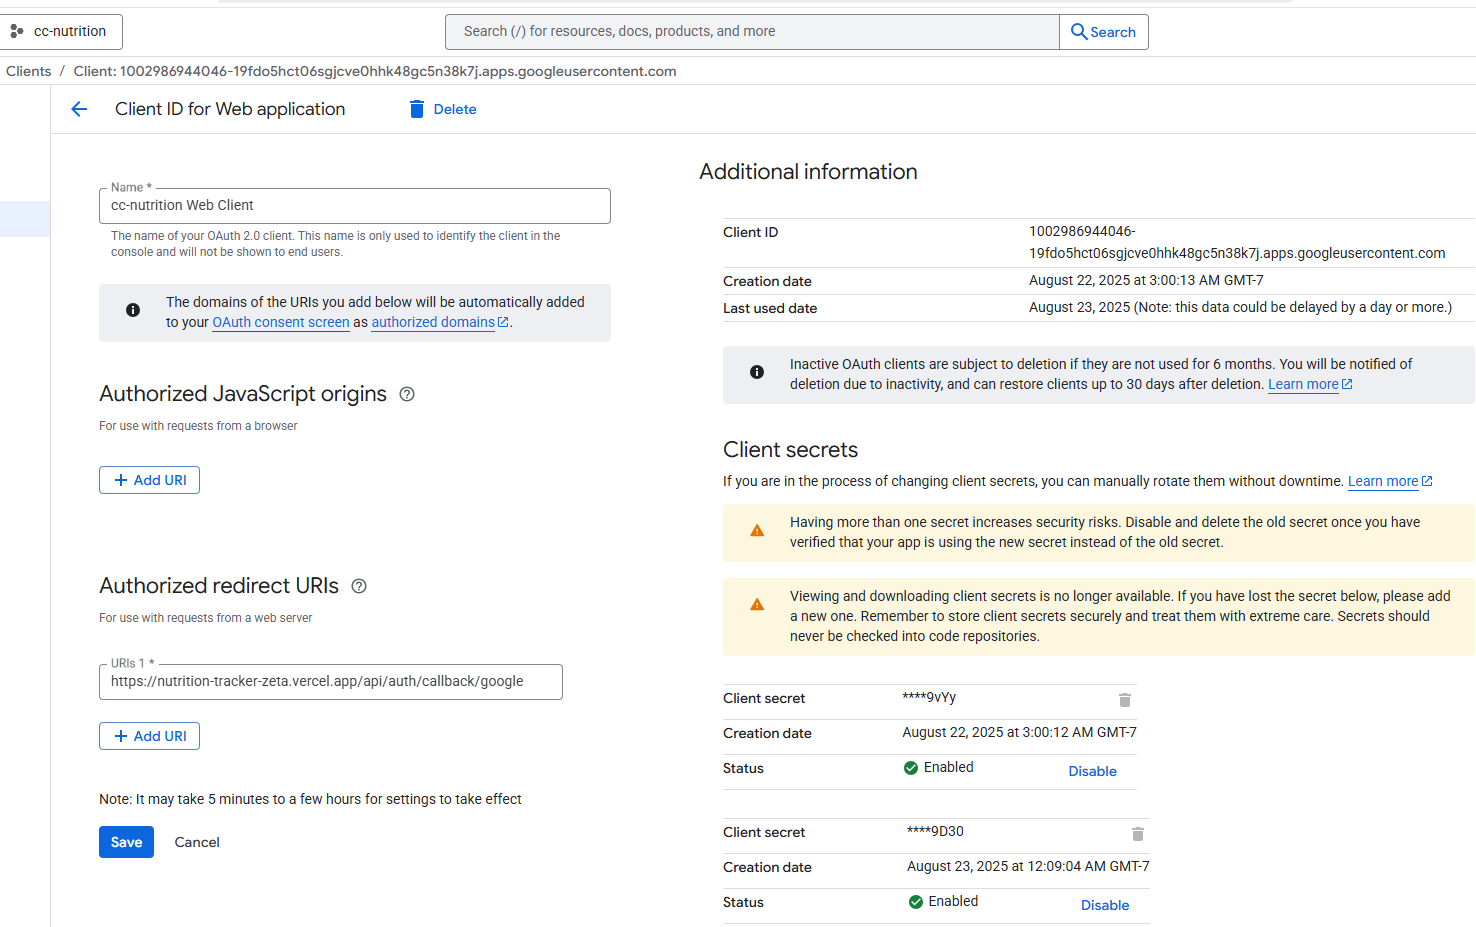 cc-nutrition
Search (/) for resources, docs, products, and more
Search
Clients / Client: 1002986944046-19fdo5hct06sgjcve0hhk48gc5n38k7j.apps.googleusercontent.com
Client ID for Web application
Delete
Name *
cc-nutrition Web Client
The name of your OAuth 2.0 client. This name is only used to identify the client in the
console and will not be shown to end users.
The domains of the URIs you add below will be automatically added
to your OAuth consent screen as authorized domains.
Authorized JavaScript origins
For use with requests from a browser
Add URI
Authorized redirect URIs
For use with requests from a web server
URIs 1 *
https://nutrition-tracker-zeta.vercel.app/api/auth/callback/google
Add URI
Note: It may take 5 minutes to a few hours for settings to take effect
Save
Cancel
Additional information
Client ID
1002986944046-
19fdo5hct06sgjcve0hhk48gc5n38k7j.apps.googleusercontent.com
Creation date
August 22, 2025 at 3:00:13 AM GMT-7
Last used date
August 23, 2025 (Note: this data could be delayed by a day or more.)
Inactive OAuth clients are subject to deletion if they are not used for 6 months. You will be notified of
deletion due to inactivity, and can restore clients up to 30 days after deletion. Learn more
Client secrets
If you are in the process of changing client secrets, you can manually rotate them without downtime. Learn more
Having more than one secret increases security risks. Disable and delete the old secret once you have
verified that your app is using the new secret instead of the old secret.
Viewing and downloading client secrets is no longer available. If you have lost the secret below, please add
a new one. Remember to store client secrets securely and treat them with extreme care. Secrets should
never be checked into code repositories.
Client secret
****9vYy
Creation date
August 22, 2025 at 3:00:12 AM GMT-7
Status
Enabled
Disable
Client secret
****9D30
Creation date
August 23, 2025 at 12:09:04 AM GMT-7
Status
Enabled
Disable